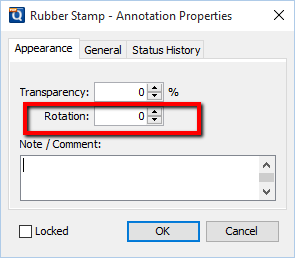 Rubber Stamp - Annotation Properties
Appearance General Status History
Transparency: 0 %
Rotation: 0
Note / Comment:
Locked OK Cancel